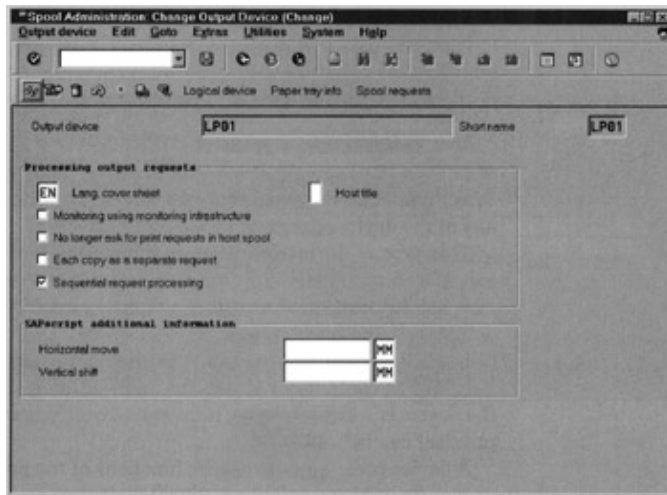 Spool Administration: Change Output Device (Change)
Output device Edit Goto Extras Utilities System Help
Logical device Paper tray info Spool requests
Output device LP01 Short name LP01
Processing output requests
EN Lang. cover sheet Host title
Monitoring using monitoring infrastructure
No longer ask for print requests in host spool
Each copy as a separate request
Sequential request processing
SAPscript additional information
Horizontal move MM
Vertical shift MM